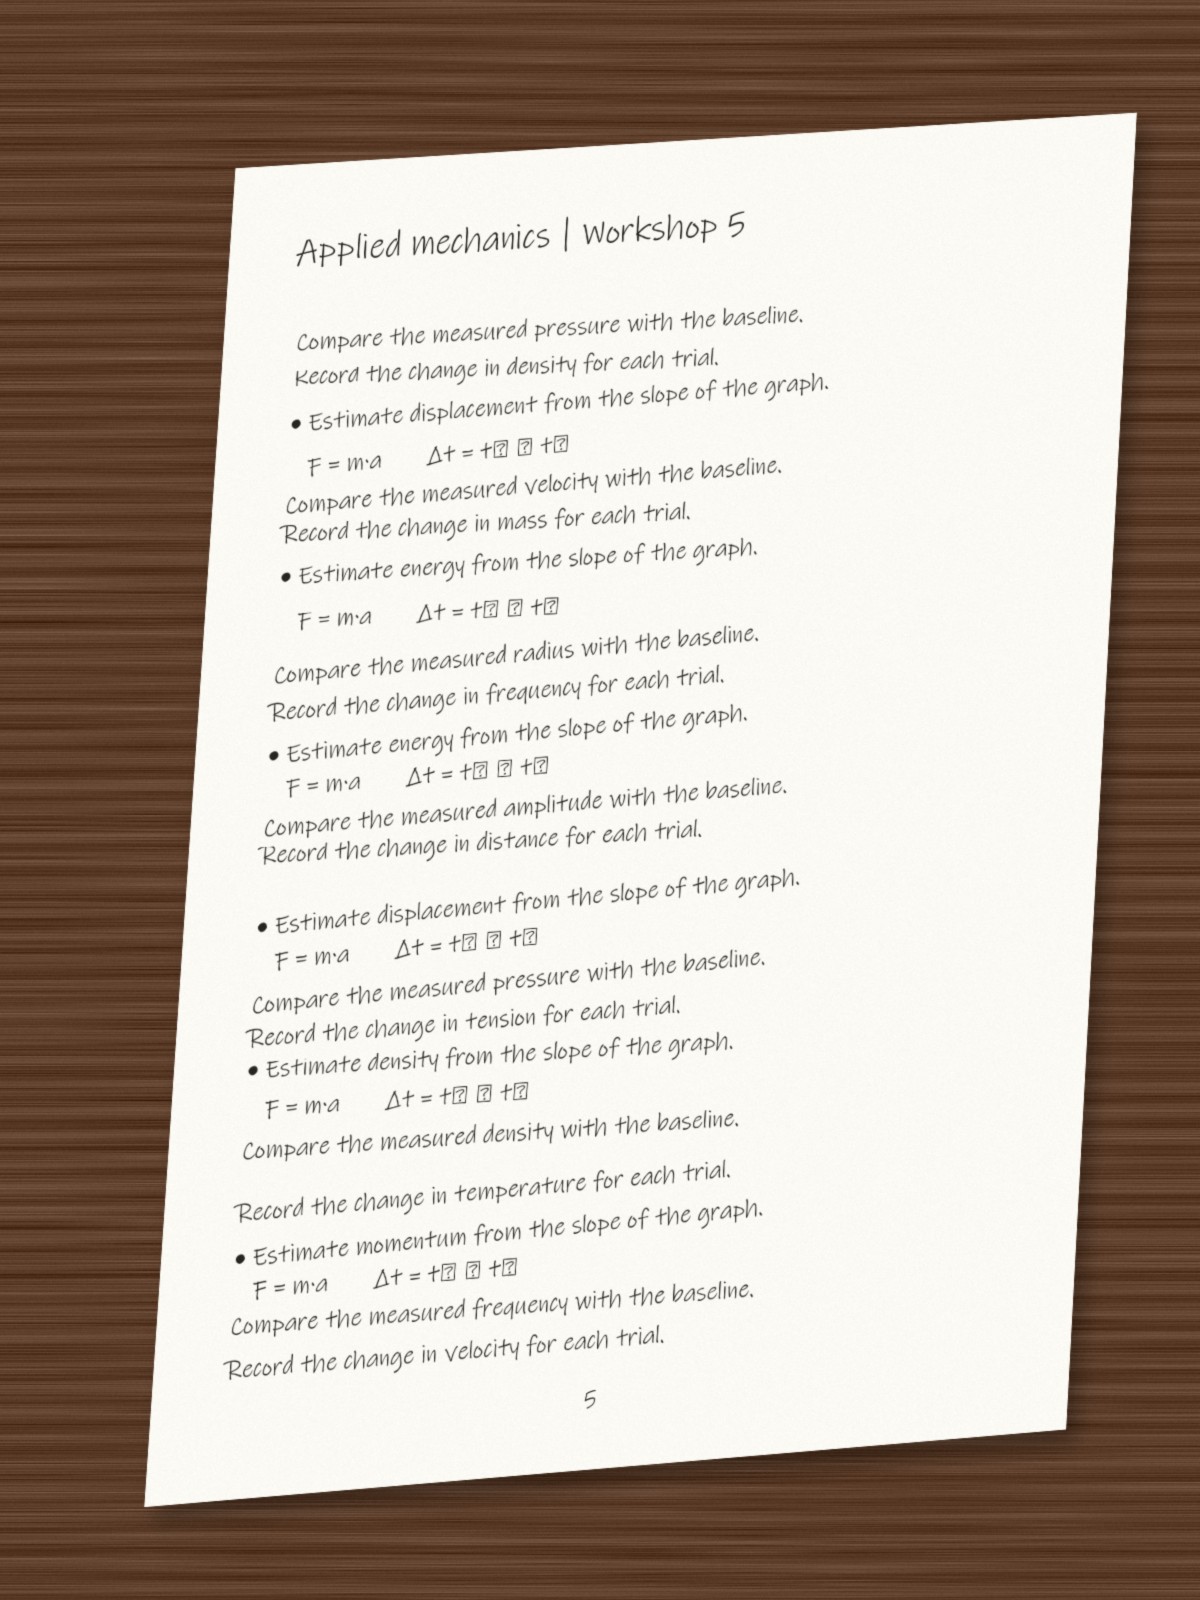 Applied mechanics | Workshop 5
Compare the measured pressure with the baseline.
Record the change in density for each trial.
• Estimate displacement from the slope of the graph.
F = m·a Δt = t⍰ ⍰ t⍰
Compare the measured velocity with the baseline.
Record the change in mass for each trial.
• Estimate energy from the slope of the graph.
F = m·a Δt = t⍰ ⍰ t⍰
Compare the measured radius with the baseline.
Record the change in frequency for each trial.
• Estimate energy from the slope of the graph.
F = m·a Δt = t⍰ ⍰ t⍰
Compare the measured amplitude with the baseline.
Record the change in distance for each trial.
• Estimate displacement from the slope of the graph.
F = m·a Δt = t⍰ ⍰ t⍰
Compare the measured pressure with the baseline.
Record the change in tension for each trial.
• Estimate density from the slope of the graph.
F = m·a Δt = t⍰ ⍰ t⍰
Compare the measured density with the baseline.
Record the change in temperature for each trial.
• Estimate momentum from the slope of the graph.
F = m·a Δt = t⍰ ⍰ t⍰
Compare the measured frequency with the baseline.
Record the change in velocity for each trial.
5